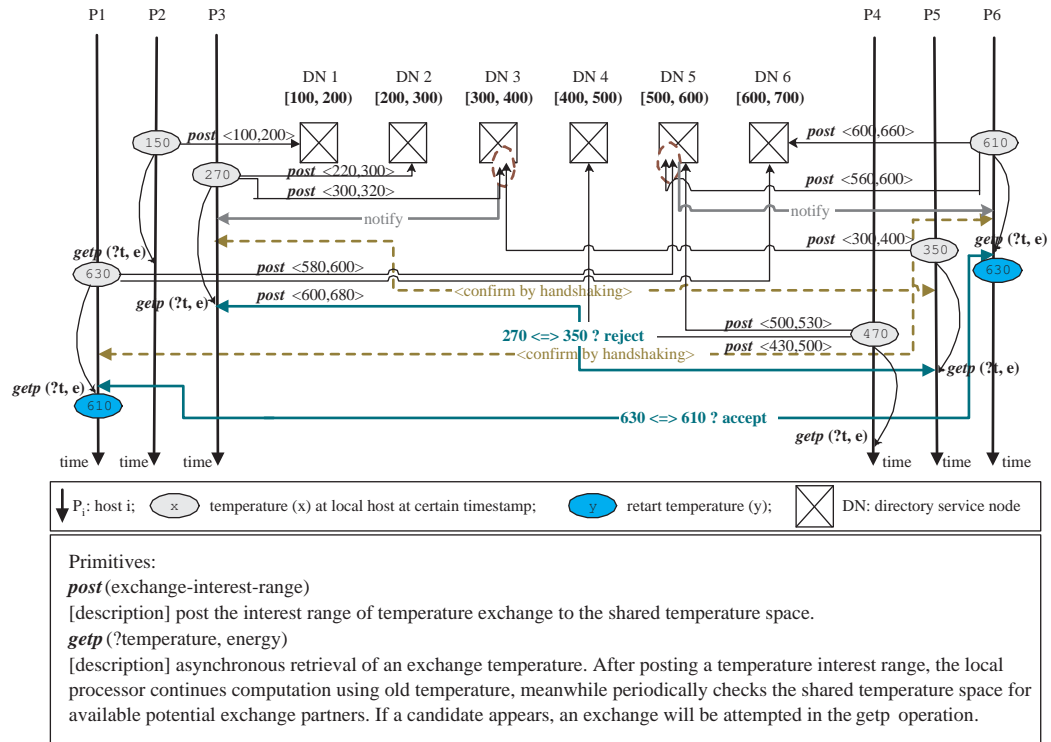 P1 P2 P3 P4 P5 P6
DN 1 DN 2 DN 3 DN 4 DN 5 DN 6
[100, 200) [200, 300) [300, 400) [400, 500) [500, 600) [600, 700)
150 post <100,200> post <600,660> 610
270 post <220,300> post <560,600>
post <300,320>
notify notify
getp (?t, e) post <300,400> 350 getp (?t, e)
630 post <580,600> 630
getp (?t, e) post <600,680> <confirm by handshaking>
post <500,530> 470
270 <=> 350 ? reject
<confirm by handshaking> post <430,500>
getp (?t, e) getp (?t, e)
610
630 <=> 610 ? accept
getp (?t, e)
time time time time time time
Pi: host i; x temperature (x) at local host at certain timestamp; y retart temperature (y); DN: directory service node
Primitives:
post (exchange-interest-range)
[description] post the interest range of temperature exchange to the shared temperature space.
getp (?temperature, energy)
[description] asynchronous retrieval of an exchange temperature. After posting a temperature interest range, the local
processor continues computation using old temperature, meanwhile periodically checks the shared temperature space for
available potential exchange partners. If a candidate appears, an exchange will be attempted in the getp operation.